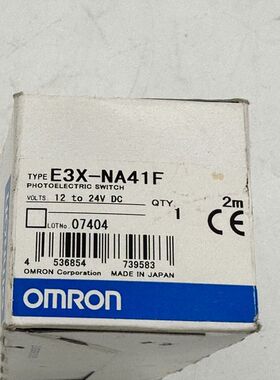 TYPE E3X-NA41F
PHOTOELECTRIC SWITCH
VOLTS 12 to 24V DC QTY. 2m
1
LOT No. 07404
CE
4 536854 739583
OMRON Corporation MADE IN JAPAN
OMRON